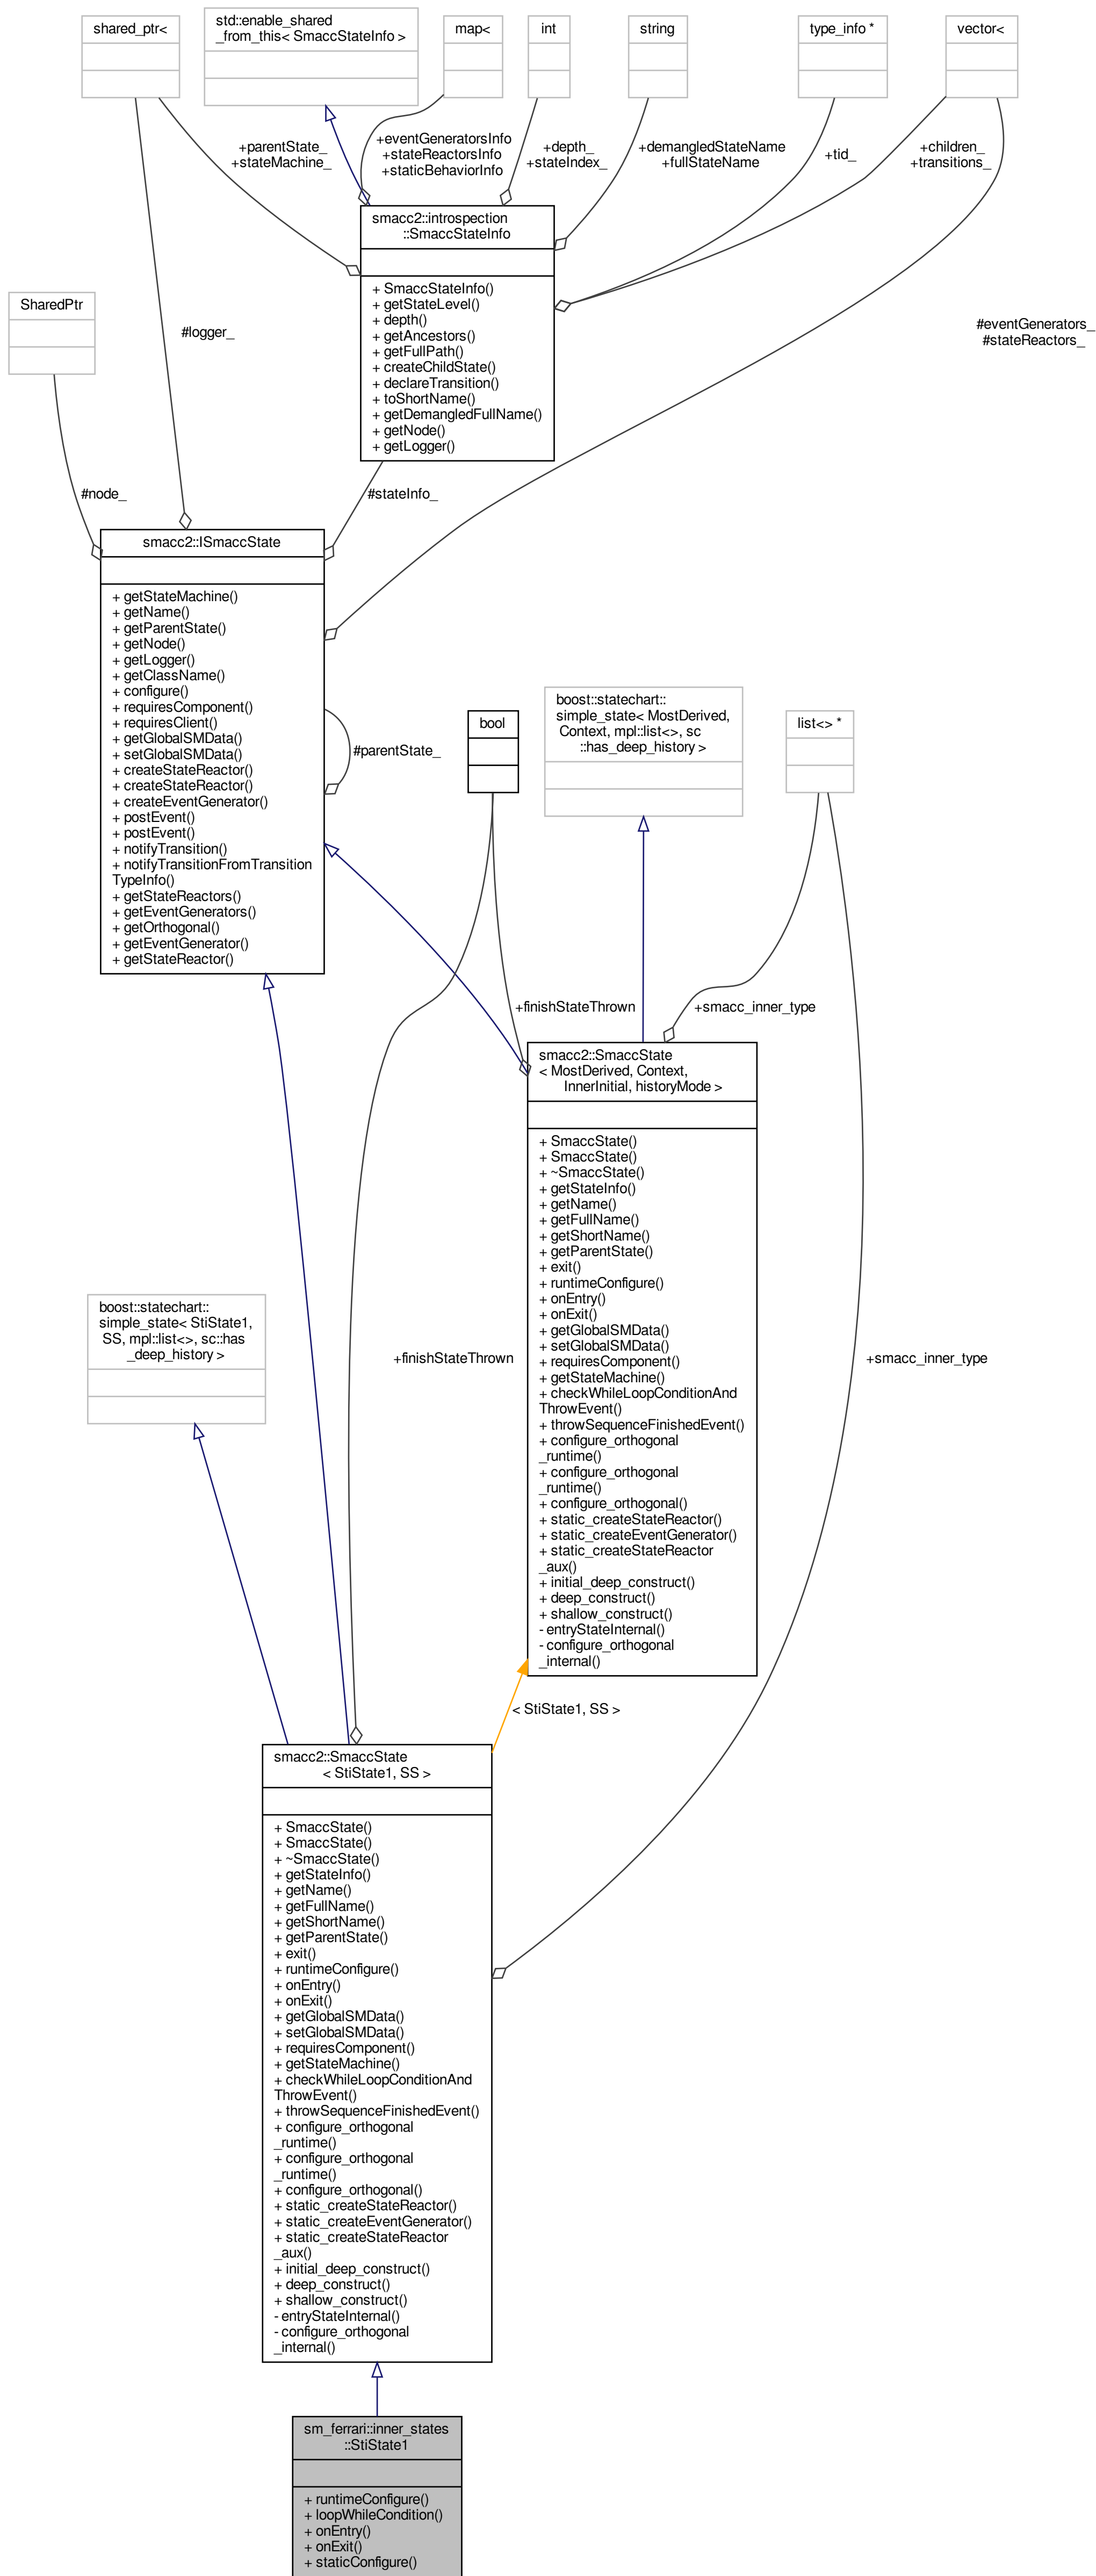 shared_ptr<
std::enable_shared
_from_this< SmaccStateInfo >
map<
int
string
type_info *
vector<
+parentState_
+stateMachine_
+eventGeneratorsInfo
+stateReactorsInfo
+staticBehaviorInfo
+depth_
+stateIndex_
+demangledStateName
+fullStateName
+tid_
+children_
+transitions_
smacc2::introspection
::SmaccStateInfo
+ SmaccStateInfo()
+ getStateLevel()
+ depth()
+ getAncestors()
+ getFullPath()
+ createChildState()
+ declareTransition()
+ toShortName()
+ getDemangledFullName()
+ getNode()
+ getLogger()
SharedPtr
#logger_
#eventGenerators_
#stateReactors_
#node_
#stateInfo_
smacc2::ISmaccState
+ getStateMachine()
+ getName()
+ getParentState()
+ getNode()
+ getLogger()
+ getClassName()
+ configure()
+ requiresComponent()
+ requiresClient()
+ getGlobalSMData()
+ setGlobalSMData()
+ createStateReactor()
+ createStateReactor()
+ createEventGenerator()
+ postEvent()
+ postEvent()
+ notifyTransition()
+ notifyTransitionFromTransition
TypeInfo()
+ getStateReactors()
+ getEventGenerators()
+ getOrthogonal()
+ getEventGenerator()
+ getStateReactor()
#parentState_
bool
boost::statechart::
simple_state< MostDerived,
Context, mpl::list<>, sc
::has_deep_history >
list<> *
+finishStateThrown
+smacc_inner_type
smacc2::SmaccState
< MostDerived, Context,
InnerInitial, historyMode >
+ SmaccState()
+ SmaccState()
+ ~SmaccState()
+ getStateInfo()
+ getName()
+ getFullName()
+ getShortName()
+ getParentState()
+ exit()
+ runtimeConfigure()
+ onEntry()
+ onExit()
+ getGlobalSMData()
+ setGlobalSMData()
+ requiresComponent()
+ getStateMachine()
+ checkWhileLoopConditionAnd
ThrowEvent()
+ throwSequenceFinishedEvent()
+ configure_orthogonal
_runtime()
+ configure_orthogonal
_runtime()
+ configure_orthogonal()
+ static_createStateReactor()
+ static_createEventGenerator()
+ static_createStateReactor
_aux()
+ initial_deep_construct()
+ deep_construct()
+ shallow_construct()
- entryStateInternal()
- configure_orthogonal
_internal()
boost::statechart::
simple_state< StiState1,
SS, mpl::list<>, sc::has
_deep_history >
+finishStateThrown
+smacc_inner_type
< StiState1, SS >
smacc2::SmaccState
< StiState1, SS >
+ SmaccState()
+ SmaccState()
+ ~SmaccState()
+ getStateInfo()
+ getName()
+ getFullName()
+ getShortName()
+ getParentState()
+ exit()
+ runtimeConfigure()
+ onEntry()
+ onExit()
+ getGlobalSMData()
+ setGlobalSMData()
+ requiresComponent()
+ getStateMachine()
+ checkWhileLoopConditionAnd
ThrowEvent()
+ throwSequenceFinishedEvent()
+ configure_orthogonal
_runtime()
+ configure_orthogonal
_runtime()
+ configure_orthogonal()
+ static_createStateReactor()
+ static_createEventGenerator()
+ static_createStateReactor
_aux()
+ initial_deep_construct()
+ deep_construct()
+ shallow_construct()
- entryStateInternal()
- configure_orthogonal
_internal()
sm_ferrari::inner_states
::StiState1
+ runtimeConfigure()
+ loopWhileCondition()
+ onEntry()
+ onExit()
+ staticConfigure()